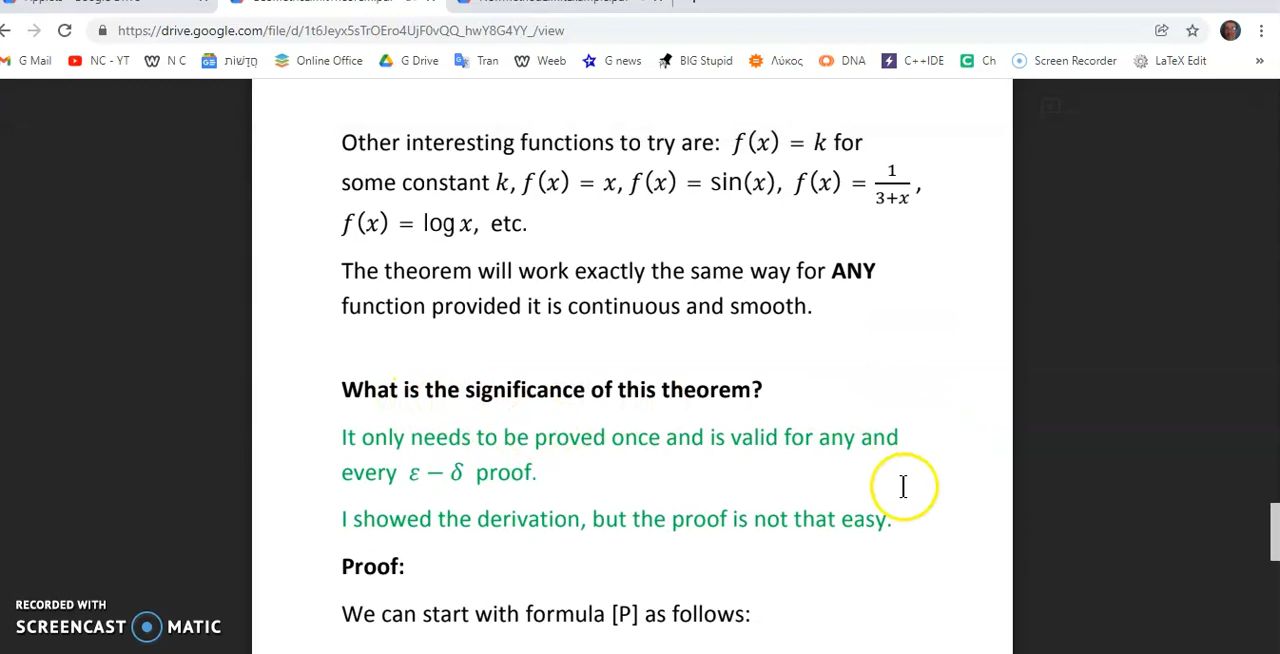 https://drive.google.com/file/d/1t6Jeyx5sTrOEro4UjF0vQQ_hwY8G4YY_/view
G Mail NC - YT N C חֲדָשׁוֹת Online Office G Drive Tran Weeb G news BIG Stupid Λύκος DNA C++IDE Ch Screen Recorder LaTeX Edit »
Other interesting functions to try are: f(x) = k for
some constant k, f(x) = x, f(x) = sin(x), f(x) = 1/(3+x),
f(x) = log x, etc.
The theorem will work exactly the same way for ANY
function provided it is continuous and smooth.
What is the significance of this theorem?
It only needs to be proved once and is valid for any and
every ε − δ proof.
I showed the derivation, but the proof is not that easy.
Proof:
We can start with formula [P] as follows:
RECORDED WITH
SCREENCAST MATIC